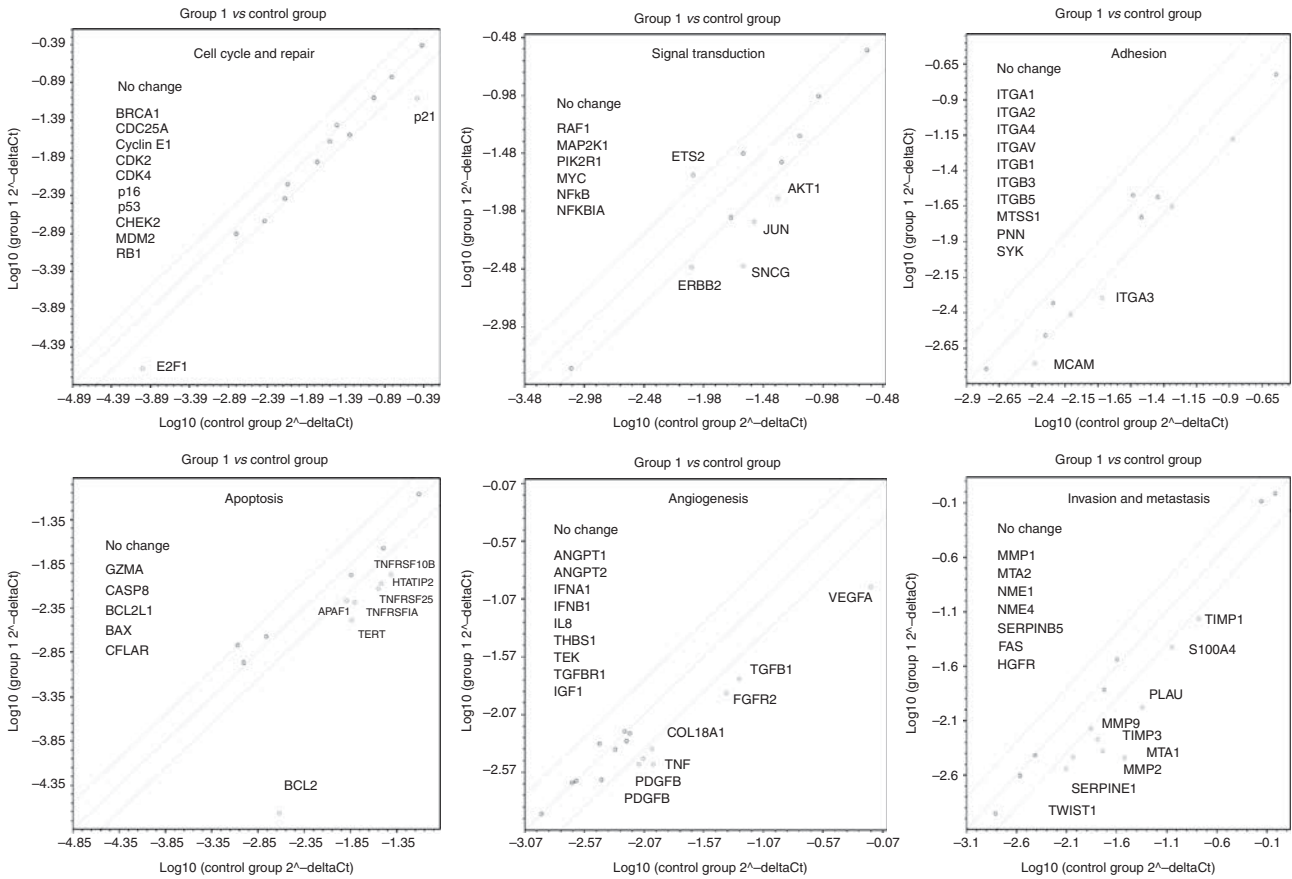 Group 1 vs control group
Cell cycle and repair
No change
BRCA1
CDC25A
Cyclin E1
CDK2
CDK4
p16
p53
CHEK2
MDM2
RB1
p21
E2F1
Log10 (group 1 2^–deltaCt)
–0.39
–0.89
–1.39
–1.89
–2.39
–2.89
–3.39
–3.89
–4.39
–4.89 –4.39 –3.89 –3.39 –2.89 –2.39 –1.89 –1.39 –0.89 –0.39
Log10 (control group 2^–deltaCt)
Group 1 vs control group
Signal transduction
No change
RAF1
MAP2K1
PIK2R1
MYC
NFkB
NFKBIA
ETS2
AKT1
JUN
SNCG
ERBB2
Log10 (group 1 2^–deltaCt)
–0.48
–0.98
–1.48
–1.98
–2.48
–2.98
–3.48 –2.98 –1.98 –1.48 –0.98 –0.48
Log10 (control group 2^–deltaCt)
Group 1 vs control group
Adhesion
No change
ITGA1
ITGA2
ITGA4
ITGAV
ITGB1
ITGB3
ITGB5
MTSS1
PNN
SYK
ITGA3
MCAM
Log10 (group 1 2^–deltaCt)
–0.65
–0.9
–1.15
–1.4
–1.65
–1.9
–2.15
–2.4
–2.65
–2.9 –2.4 –2.15 –1.9 –1.65 –1.4 –1.15 –0.9 –0.65
Log10 (control group 2^–deltaCt)
Group 1 vs control group
Apoptosis
No change
GZMA
CASP8
BCL2L1
BAX
CFLAR
TNFRSF10B
HTATIP2
TNFRSF25
APAF1
TNFRSFIA
TERT
BCL2
Log10 (group 1 2^–deltaCt)
–1.35
–1.85
–2.35
–2.85
–3.35
–3.85
–4.35
–4.85 –4.35 –3.85 –3.35 –2.85 –2.35 –1.85 –1.35
Log10 (control group 2^–deltaCt)
Group 1 vs control group
Angiogenesis
No change
ANGPT1
ANGPT2
IFNA1
IFNB1
IL8
THBS1
TEK
TGFBR1
IGF1
VEGFA
TGFB1
FGFR2
COL18A1
TNF
PDGFB
PDGFB
Log10 (group 1 2^–deltaCt)
–0.07
–0.57
–1.07
–1.57
–2.07
–2.57
–3.07 –2.57 –2.07 –1.57 –1.07 –0.57 –0.07
Log10 (control group 2^–deltaCt)
Group 1 vs control group
Invasion and metastasis
No change
MMP1
MTA2
NME1
NME4
SERPINB5
FAS
HGFR
TIMP1
S100A4
PLAU
MMP9
TIMP3
MTA1
MMP2
SERPINE1
TWIST1
Log10 (group 1 2^–deltaCt)
–0.1
–0.6
–1.1
–1.6
–2.1
–2.6
–3.1 –2.6 –2.1 –1.6 –1.1 –0.6 –0.1
Log10 (control group 2^–deltaCt)